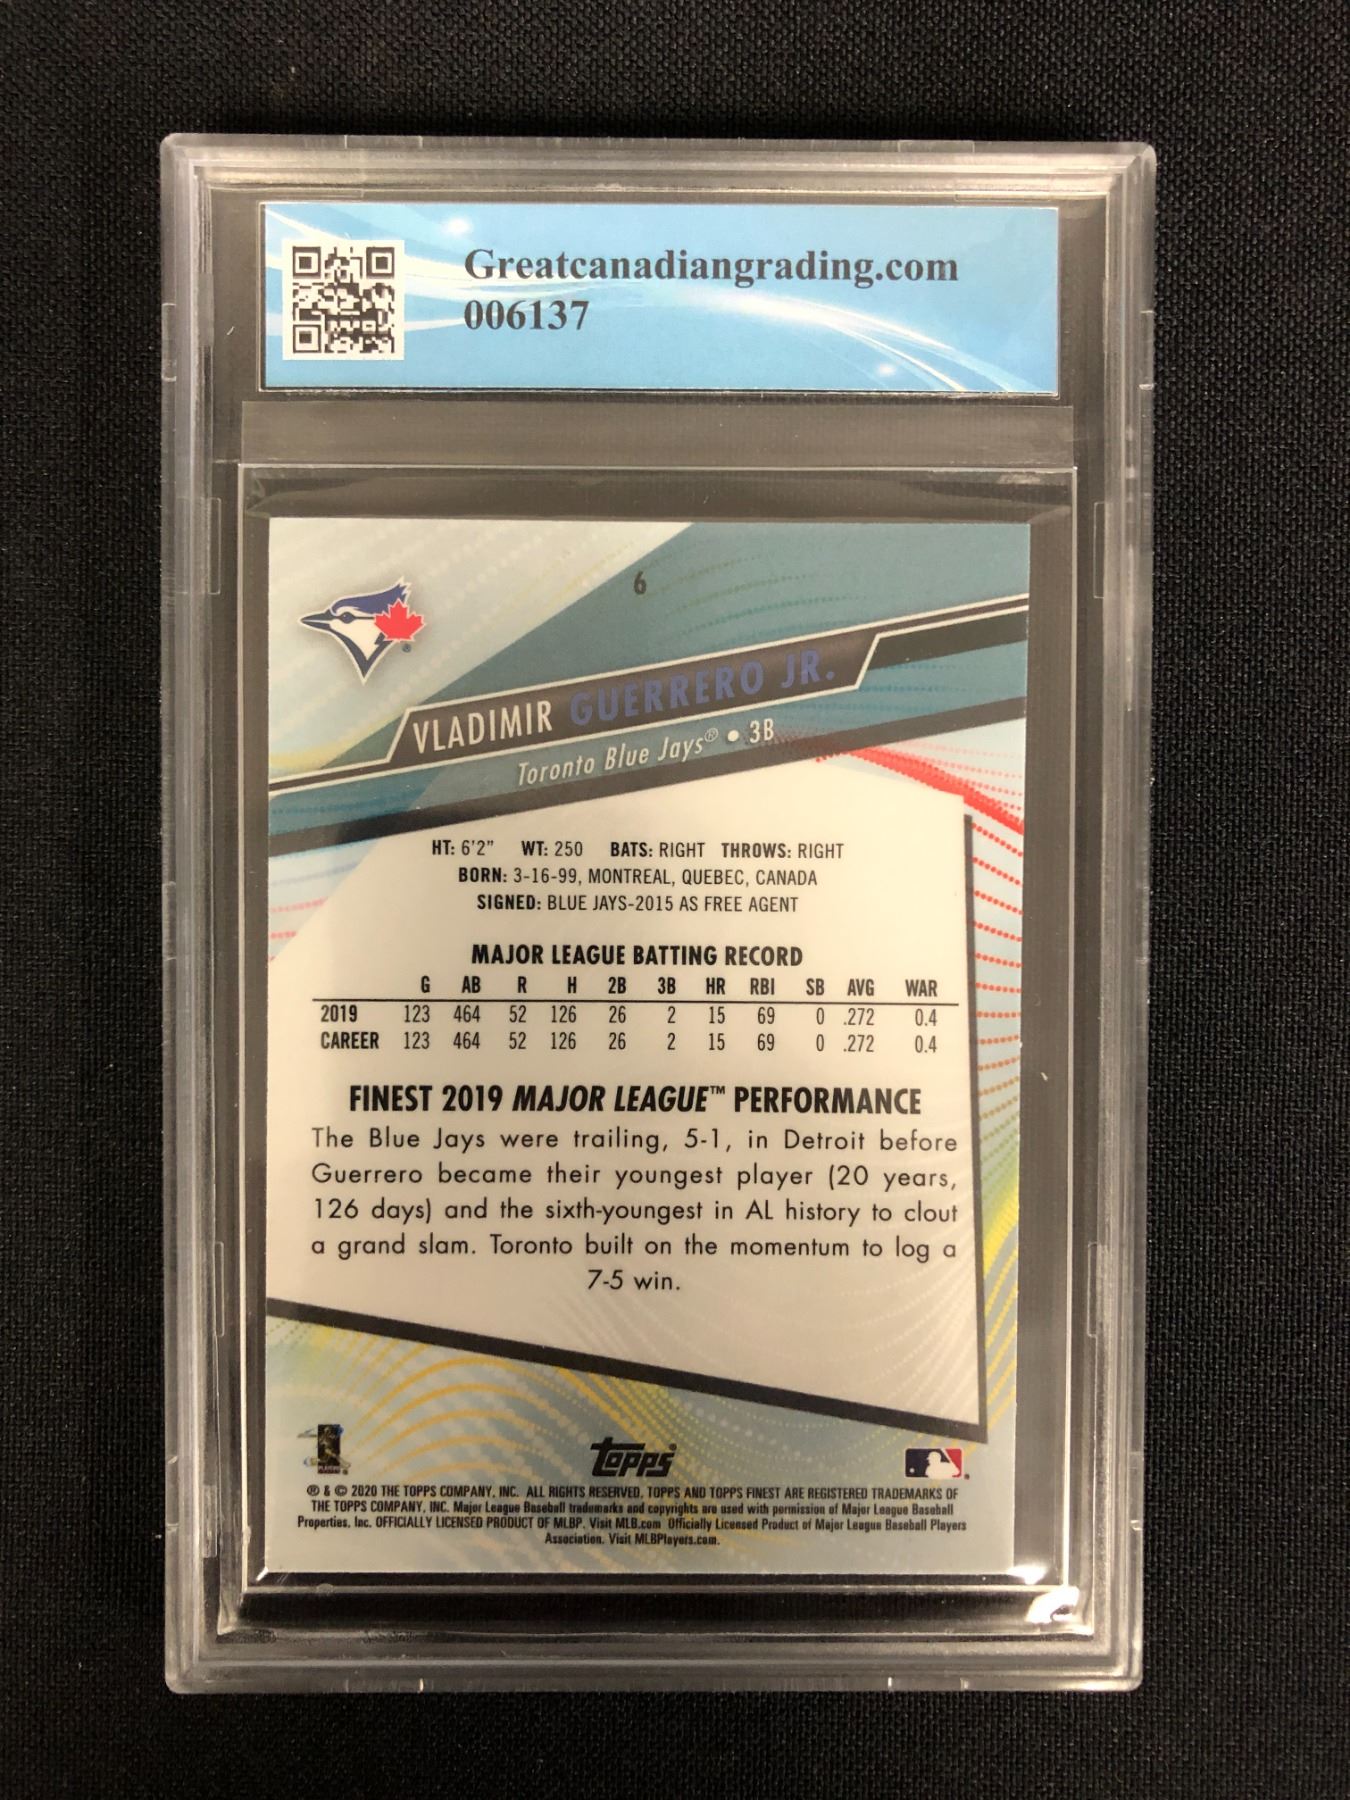 Greatcanadiangrading.com
006137
6
VLADIMIR GUERRERO JR.
Toronto Blue Jays® • 3B
HT: 6'2" WT: 250 BATS: RIGHT THROWS: RIGHT
BORN: 3-16-99, MONTREAL, QUEBEC, CANADA
SIGNED: BLUE JAYS-2015 AS FREE AGENT
MAJOR LEAGUE BATTING RECORD
G AB R H 2B 3B HR RBI SB AVG WAR
2019 123 464 52 126 26 2 15 69 0 .272 0.4
CAREER 123 464 52 126 26 2 15 69 0 .272 0.4
FINEST 2019 MAJOR LEAGUE™ PERFORMANCE
The Blue Jays were trailing, 5-1, in Detroit before
Guerrero became their youngest player (20 years,
126 days) and the sixth-youngest in AL history to clout
a grand slam. Toronto built on the momentum to log a
7-5 win.
topps
® & © 2020 THE TOPPS COMPANY, INC. ALL RIGHTS RESERVED. TOPPS AND TOPPS FINEST ARE REGISTERED TRADEMARKS OF
THE TOPPS COMPANY, INC. Major League Baseball trademarks and copyrights are used with permission of Major League Baseball
Properties, Inc. OFFICIALLY LICENSED PRODUCT OF MLBP. Visit MLB.com Officially Licensed Product of Major League Baseball Players
Association. Visit MLBPlayers.com.